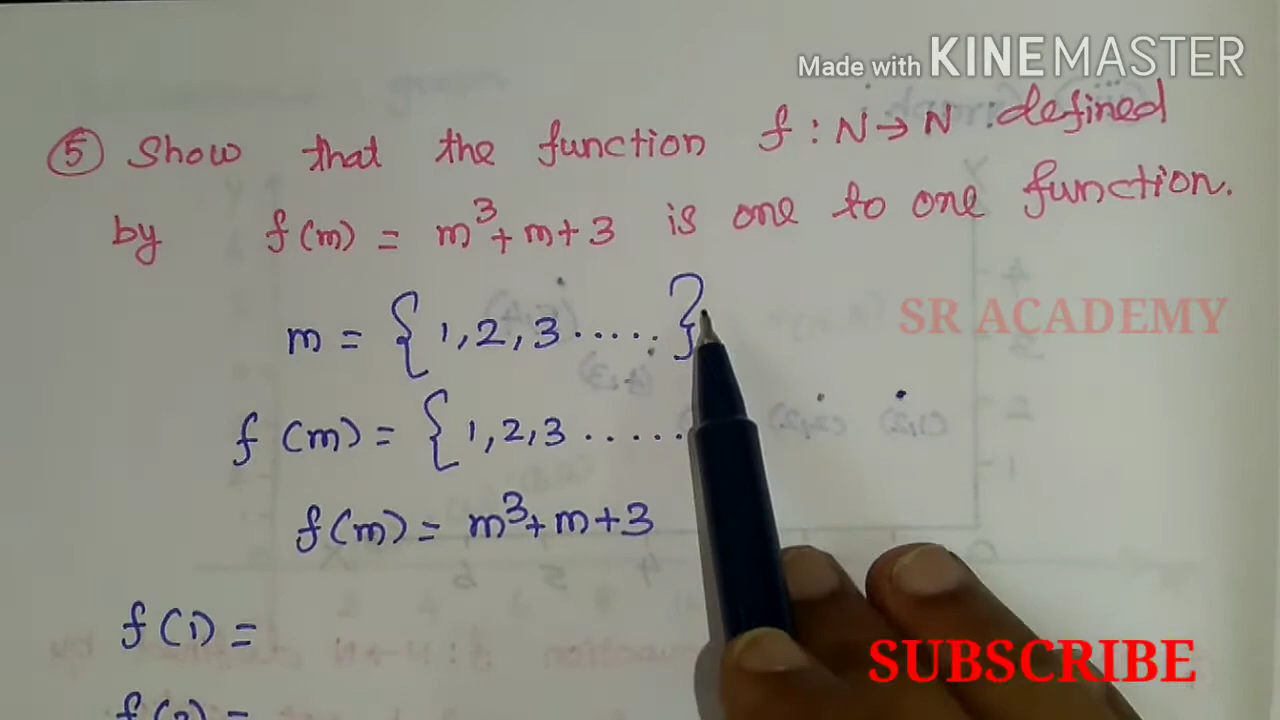 Made with KINEMASTER
⑤ Show that the function f : N → N : defined
by f(m) = m³ + m + 3 is one to one function.
m = { 1, 2, 3 ..... }
SR ACADEMY
f (m) = { 1, 2, 3 .....
f(m) = m³ + m + 3
f(1) =
SUBSCRIBE
f(2) =